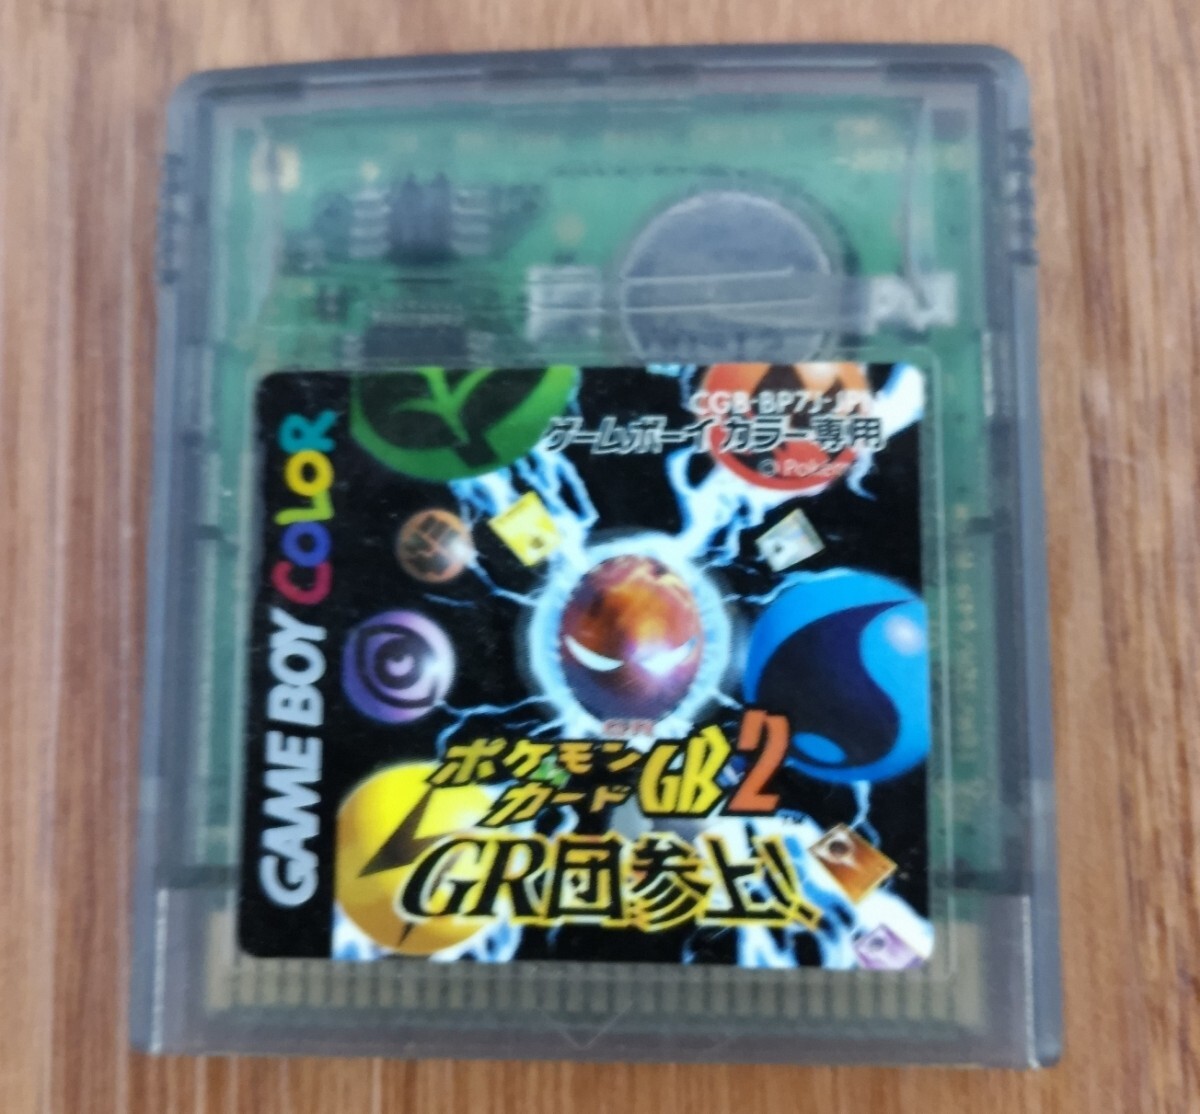 CGB-BP7J-JPN
ゲームボーイカラー専用
© Pokémon
GAME BOY COLOR
ポケモン
カードGB2
TM
GR団参上!